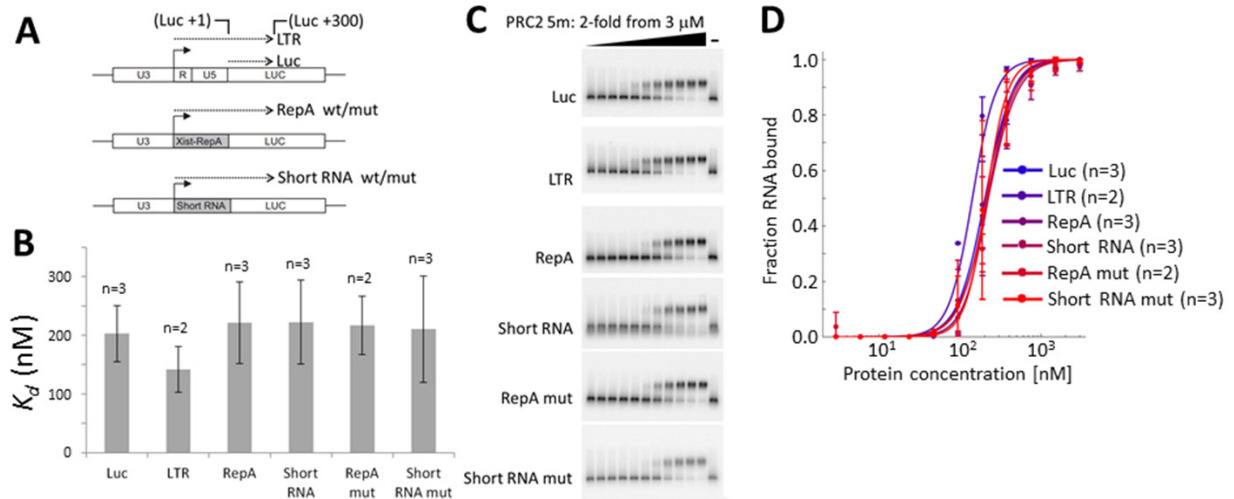 A
(Luc +1)
(Luc +300)
LTR
Luc
U3 R U5 LUC
RepA wt/mut
U3 Xist-RepA LUC
Short RNA wt/mut
U3 Short RNA LUC
B
Kd (nM)
300
200
100
0
n=3
n=2
n=3
n=3
n=2
n=3
Luc
LTR
RepA
Short
RNA
RepA
mut
Short
RNA mut
C
PRC2 5m: 2-fold from 3 μM
–
Luc
LTR
RepA
Short RNA
RepA mut
Short RNA mut
D
Fraction RNA bound
1.0
0.8
0.6
0.4
0.2
0.0
10¹ 10² 10³
Protein concentration [nM]
Luc (n=3)
LTR (n=2)
RepA (n=3)
Short RNA (n=3)
RepA mut (n=2)
Short RNA mut (n=3)